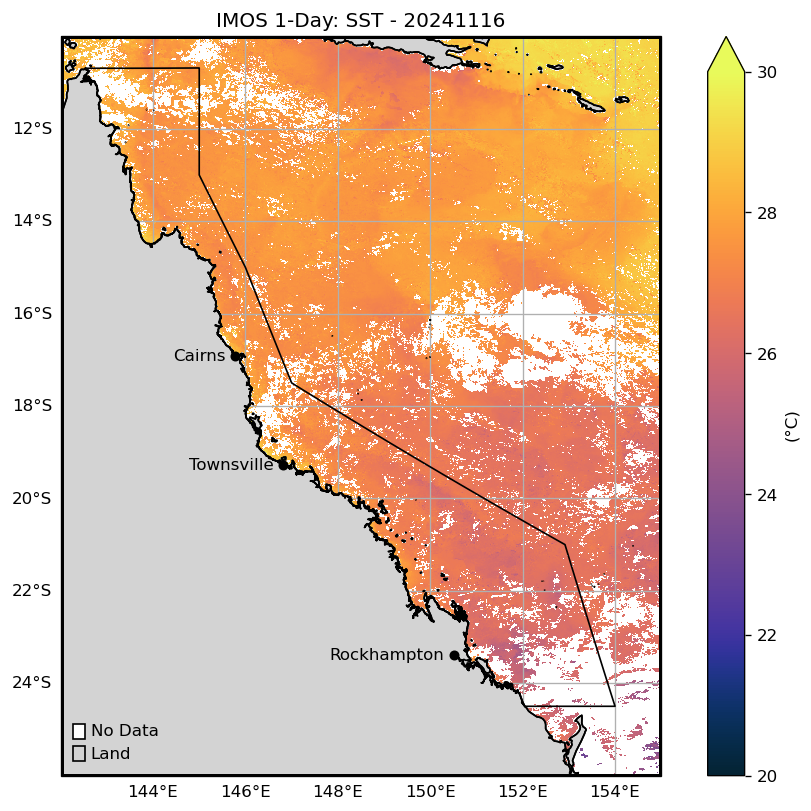 IMOS 1-Day: SST - 20241116
12°S
14°S
16°S
18°S
20°S
22°S
24°S
Cairns
Townsville
Rockhampton
No Data
Land
144°E 146°E 148°E 150°E 152°E 154°E
30
28
26
24
22
20
(°C)